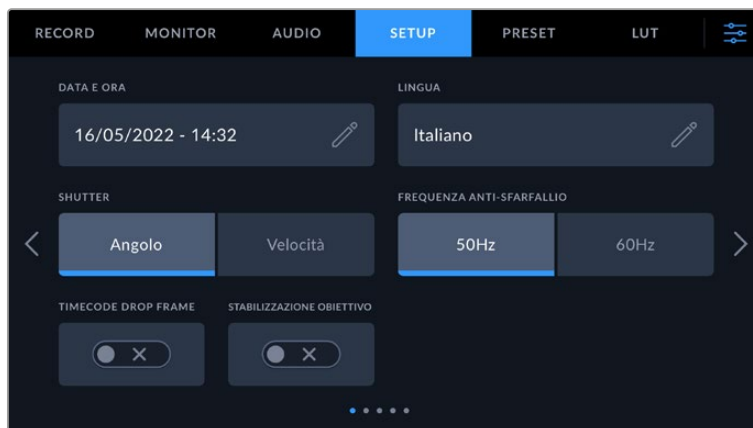 RECORD MONITOR AUDIO SETUP PRESET LUT
DATA E ORA LINGUA
16/05/2022 - 14:32 Italiano
SHUTTER FREQUENZA ANTI-SFARFALLIO
Angolo Velocità 50Hz 60Hz
TIMECODE DROP FRAME STABILIZZAZIONE OBIETTIVO